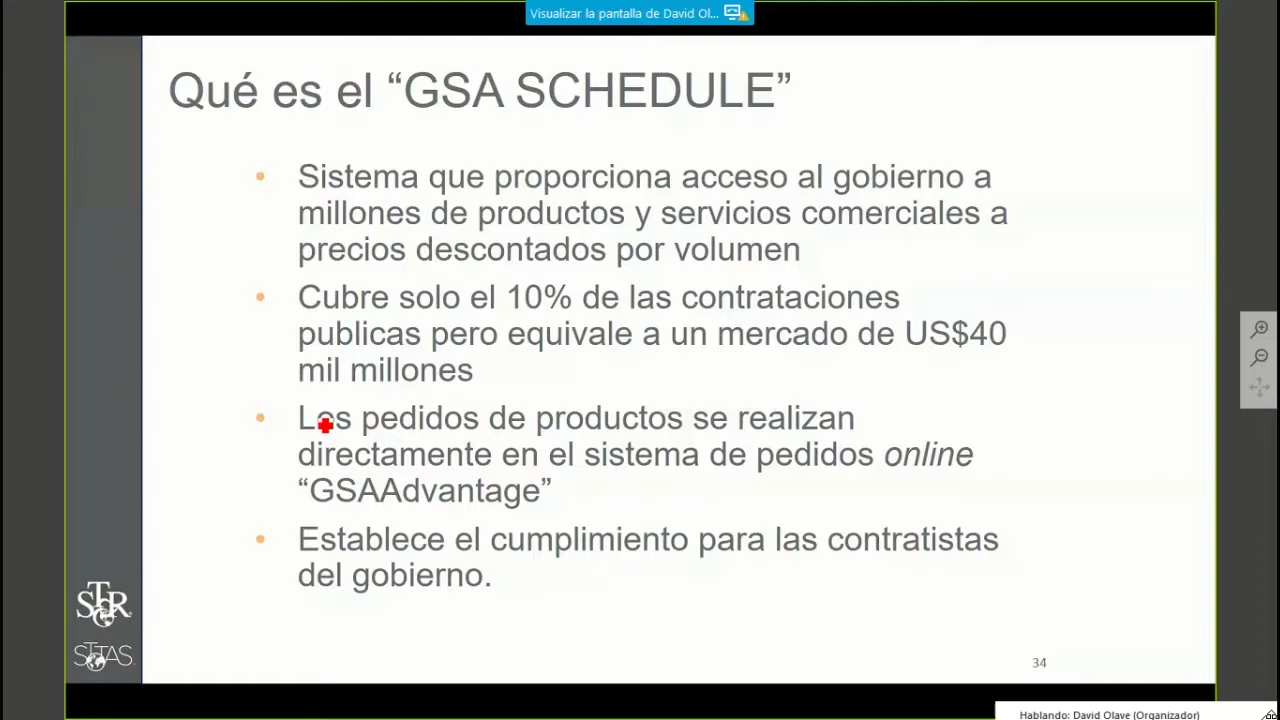 Visualizar la pantalla de David Ol...
Qué es el “GSA SCHEDULE”
• Sistema que proporciona acceso al gobierno a
millones de productos y servicios comerciales a
precios descontados por volumen
• Cubre solo el 10% de las contrataciones
publicas pero equivale a un mercado de US$40
mil millones
• Los pedidos de productos se realizan
directamente en el sistema de pedidos online
“GSAAdvantage”
• Establece el cumplimiento para las contratistas
del gobierno.
STTAS
34
Hablando: David Olave (Organizador)